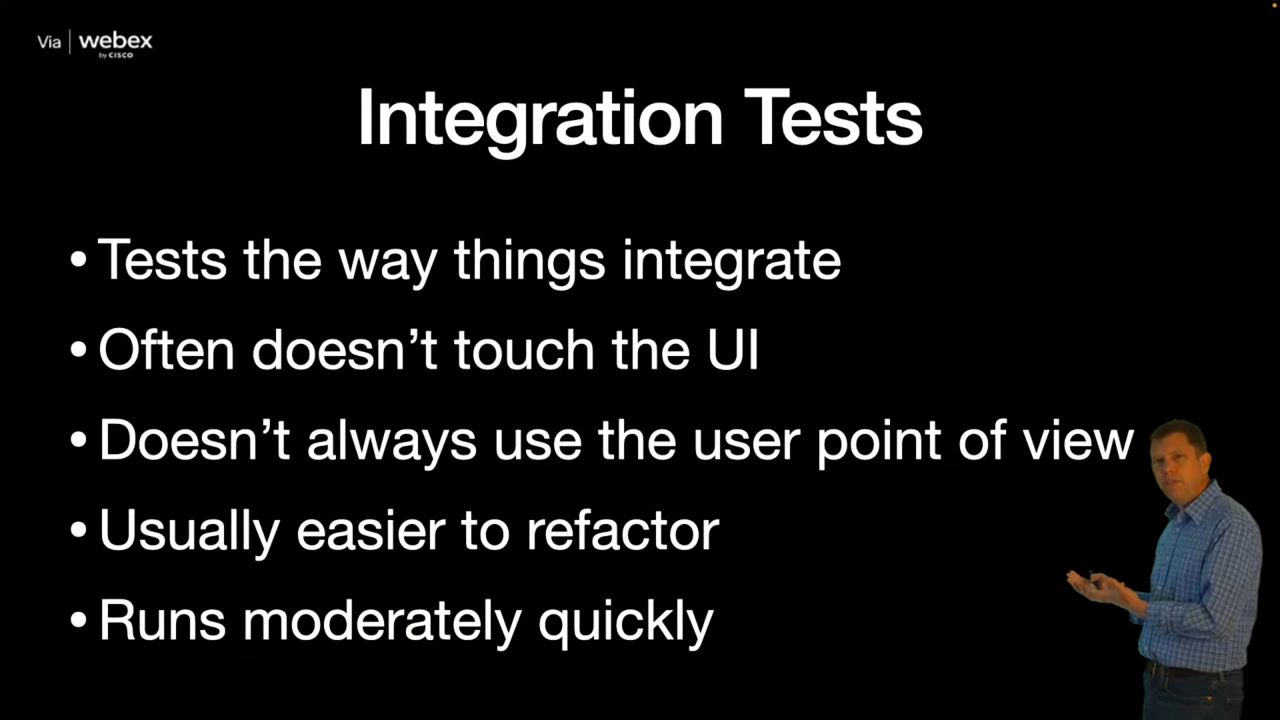 Via | webex
by CISCO
Integration Tests
• Tests the way things integrate
• Often doesn’t touch the UI
• Doesn’t always use the user point of view
• Usually easier to refactor
• Runs moderately quickly